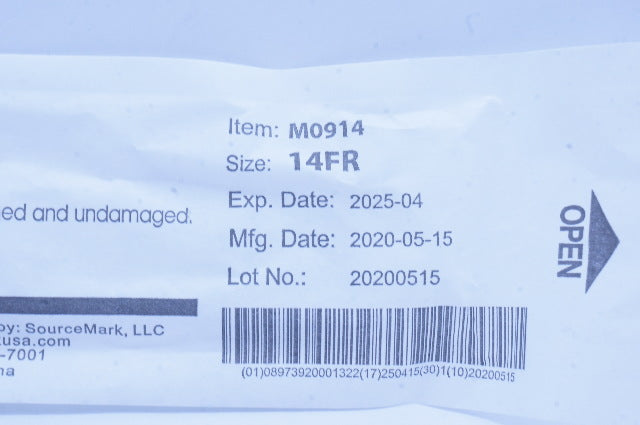 Item: M0914
Size: 14FR
Exp. Date: 2025-04
Mfg. Date: 2020-05-15
Lot No.: 20200515
(01)08973920001322(17)250415(30)1(10)20200515
and undamaged.
by: SourceMark, LLC
usa.com
-7001
OPEN